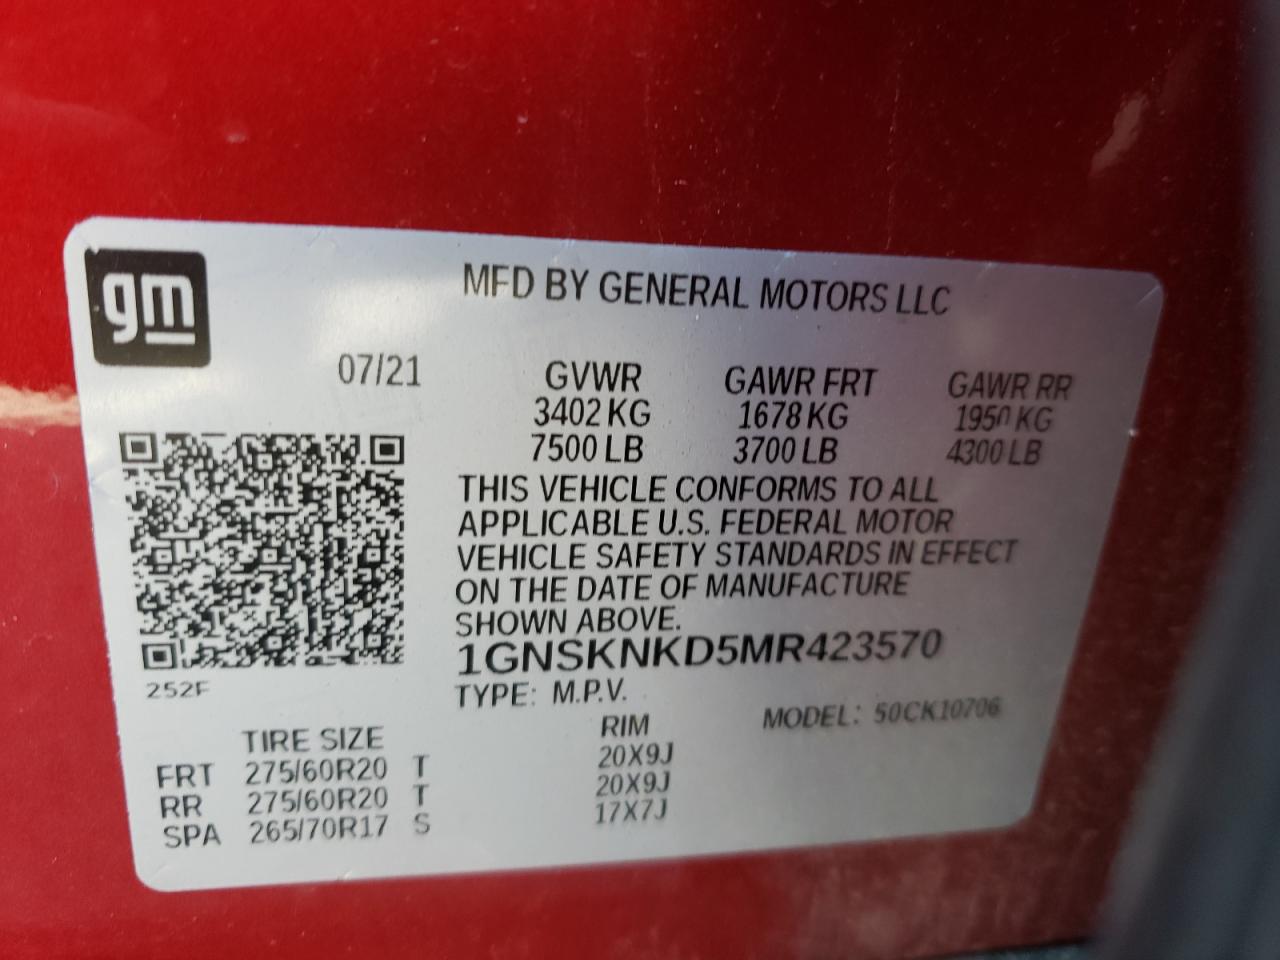 gm
MFD BY GENERAL MOTORS LLC
07/21 GVWR GAWR FRT GAWR RR
3402 KG 1678 KG 1950 KG
7500 LB 3700 LB 4300 LB
THIS VEHICLE CONFORMS TO ALL
APPLICABLE U.S. FEDERAL MOTOR
VEHICLE SAFETY STANDARDS IN EFFECT
ON THE DATE OF MANUFACTURE
SHOWN ABOVE.
1GNSKNKD5MR423570
252F
TYPE: M.P.V.
MODEL: 50CK10706
TIRE SIZE RIM
FRT 275/60R20 T 20X9J
RR 275/60R20 T 20X9J
SPA 265/70R17 S 17X7J